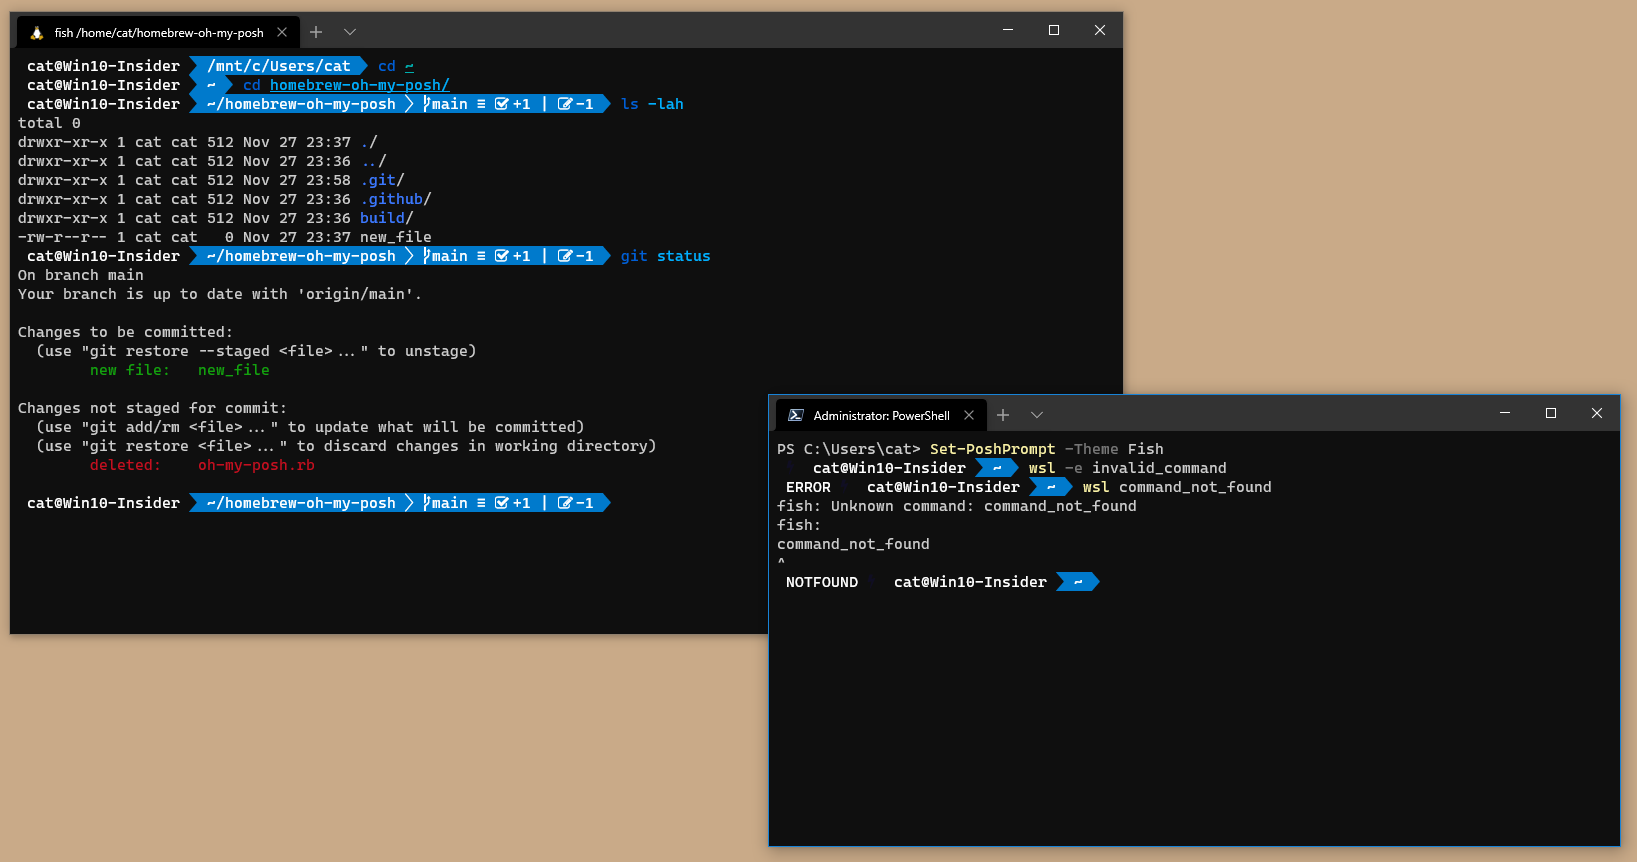 fish /home/cat/homebrew-oh-my-posh
cat@Win10-Insider /mnt/c/Users/cat cd ~
cat@Win10-Insider ~ cd homebrew-oh-my-posh/
cat@Win10-Insider ~/homebrew-oh-my-posh main ≡ +1 | -1 ls -lah
total 0
drwxr-xr-x 1 cat cat 512 Nov 27 23:37 ./
drwxr-xr-x 1 cat cat 512 Nov 27 23:36 ../
drwxr-xr-x 1 cat cat 512 Nov 27 23:58 .git/
drwxr-xr-x 1 cat cat 512 Nov 27 23:36 .github/
drwxr-xr-x 1 cat cat 512 Nov 27 23:36 build/
-rw-r--r-- 1 cat cat   0 Nov 27 23:37 new_file
cat@Win10-Insider ~/homebrew-oh-my-posh main ≡ +1 | -1 git status
On branch main
Your branch is up to date with 'origin/main'.
Changes to be committed:
(use "git restore --staged <file>..." to unstage)
new file:   new_file
Changes not staged for commit:
(use "git add/rm <file>..." to update what will be committed)
(use "git restore <file>..." to discard changes in working directory)
deleted:    oh-my-posh.rb
cat@Win10-Insider ~/homebrew-oh-my-posh main ≡ +1 | -1
Administrator: PowerShell
PS C:\Users\cat> Set-PoshPrompt -Theme Fish
cat@Win10-Insider ~ wsl -e invalid_command
ERROR cat@Win10-Insider ~ wsl command_not_found
fish: Unknown command: command_not_found
fish:
command_not_found
^
NOTFOUND cat@Win10-Insider ~